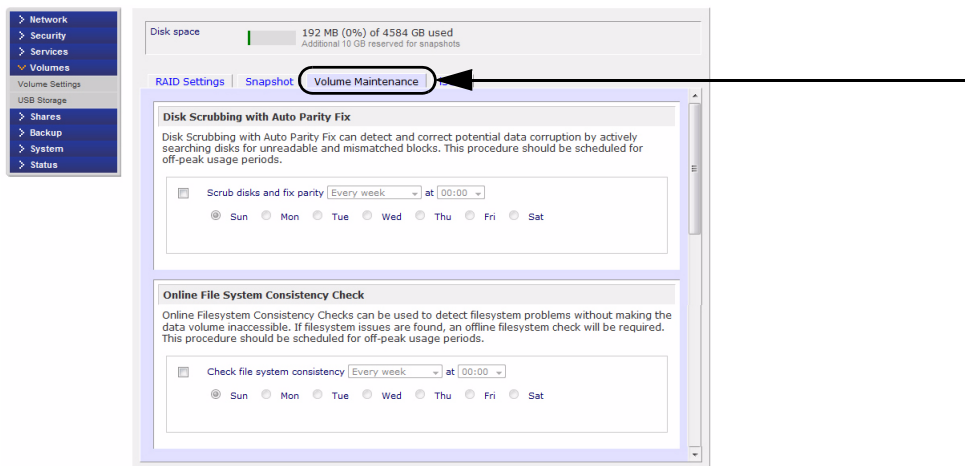 Network
Security
Services
Volumes
Volume Settings
USB Storage
Shares
Backup
System
Status
Disk space
192 MB (0%) of 4584 GB used
Additional 10 GB reserved for snapshots
RAID Settings Snapshot Volume Maintenance
Disk Scrubbing with Auto Parity Fix
Disk Scrubbing with Auto Parity Fix can detect and correct potential data corruption by actively
searching disks for unreadable and mismatched blocks. This procedure should be scheduled for
off-peak usage periods.
Scrub disks and fix parity Every week at 00:00
Sun Mon Tue Wed Thu Fri Sat
Online File System Consistency Check
Online Filesystem Consistency Checks can be used to detect filesystem problems without making the
data volume inaccessible. If filesystem issues are found, an offline filesystem check will be required.
This procedure should be scheduled for off-peak usage periods.
Check file system consistency Every week at 00:00
Sun Mon Tue Wed Thu Fri Sat